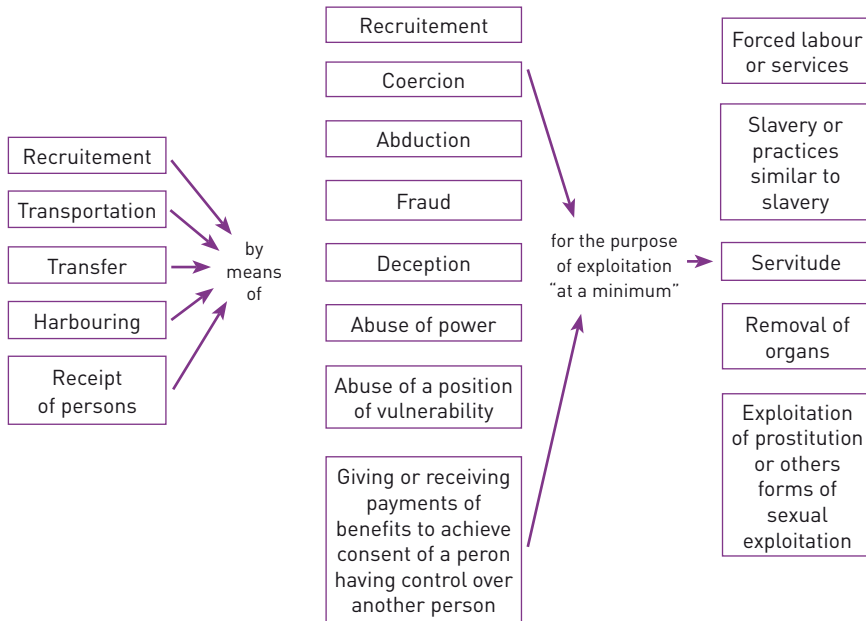 Recruitement
Transportation
Transfer
Harbouring
Receipt
of persons
by
means
of
Recruitement
Coercion
Abduction
Fraud
Deception
Abuse of power
Abuse of a position
of vulnerability
Giving or receiving
payments of
benefits to achieve
consent of a peron
having control over
another person
for the purpose
of exploitation
"at a minimum"
Forced labour
or services
Slavery or
practices
similar to
slavery
Servitude
Removal of
organs
Exploitation
of prostitution
or others
forms of
sexual
exploitation